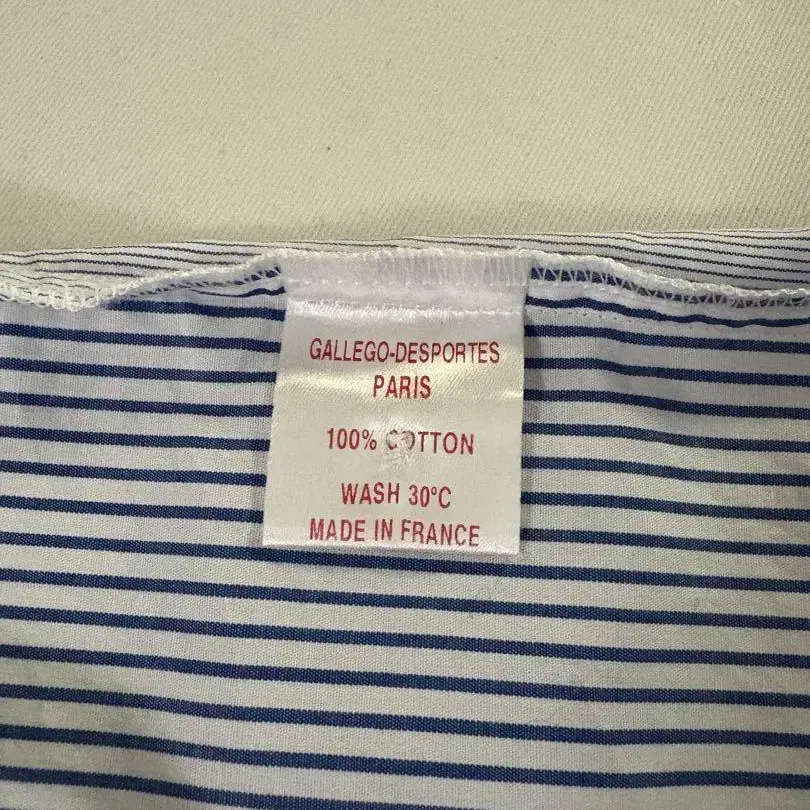 GALLEGO-DESPORTES
PARIS
100% COTTON
WASH 30°C
MADE IN FRANCE